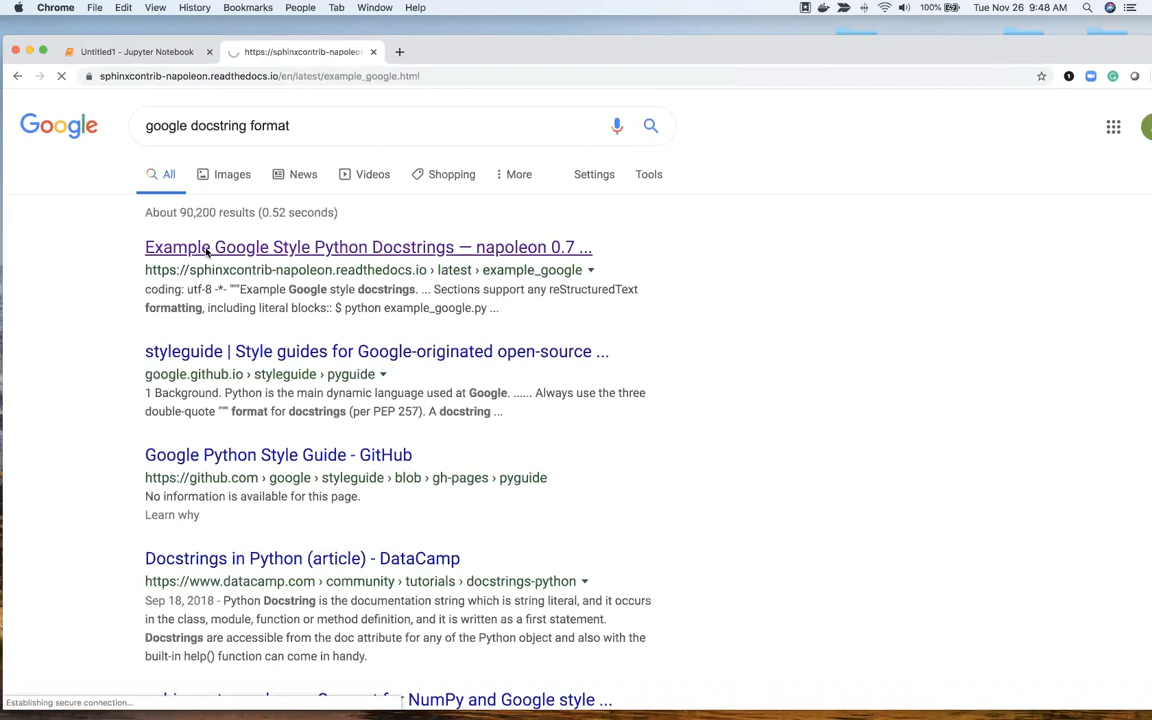 Chrome File Edit View History Bookmarks People Tab Window Help 100% Tue Nov 26 9:48 AM
Untitled1 - Jupyter Notebook https://sphinxcontrib-napoleo
sphinxcontrib-napoleon.readthedocs.io/en/latest/example_google.html
Google google docstring format
All Images News Videos Shopping More Settings Tools
About 90,200 results (0.52 seconds)
Example Google Style Python Docstrings — napoleon 0.7 ...
https://sphinxcontrib-napoleon.readthedocs.io › latest › example_google
coding: utf-8 -*- """Example Google style docstrings. ... Sections support any reStructuredText
formatting, including literal blocks:: $ python example_google.py ...
styleguide | Style guides for Google-originated open-source ...
google.github.io › styleguide › pyguide
1 Background. Python is the main dynamic language used at Google. ...... Always use the three
double-quote """ format for docstrings (per PEP 257). A docstring ...
Google Python Style Guide - GitHub
https://github.com › google › styleguide › blob › gh-pages › pyguide
No information is available for this page.
Learn why
Docstrings in Python (article) - DataCamp
https://www.datacamp.com › community › tutorials › docstrings-python
Sep 18, 2018 - Python Docstring is the documentation string which is string literal, and it occurs
in the class, module, function or method definition, and it is written as a first statement.
Docstrings are accessible from the doc attribute for any of the Python object and also with the
built-in help() function can come in handy.
NumPy and Google style ...
Establishing secure connection...